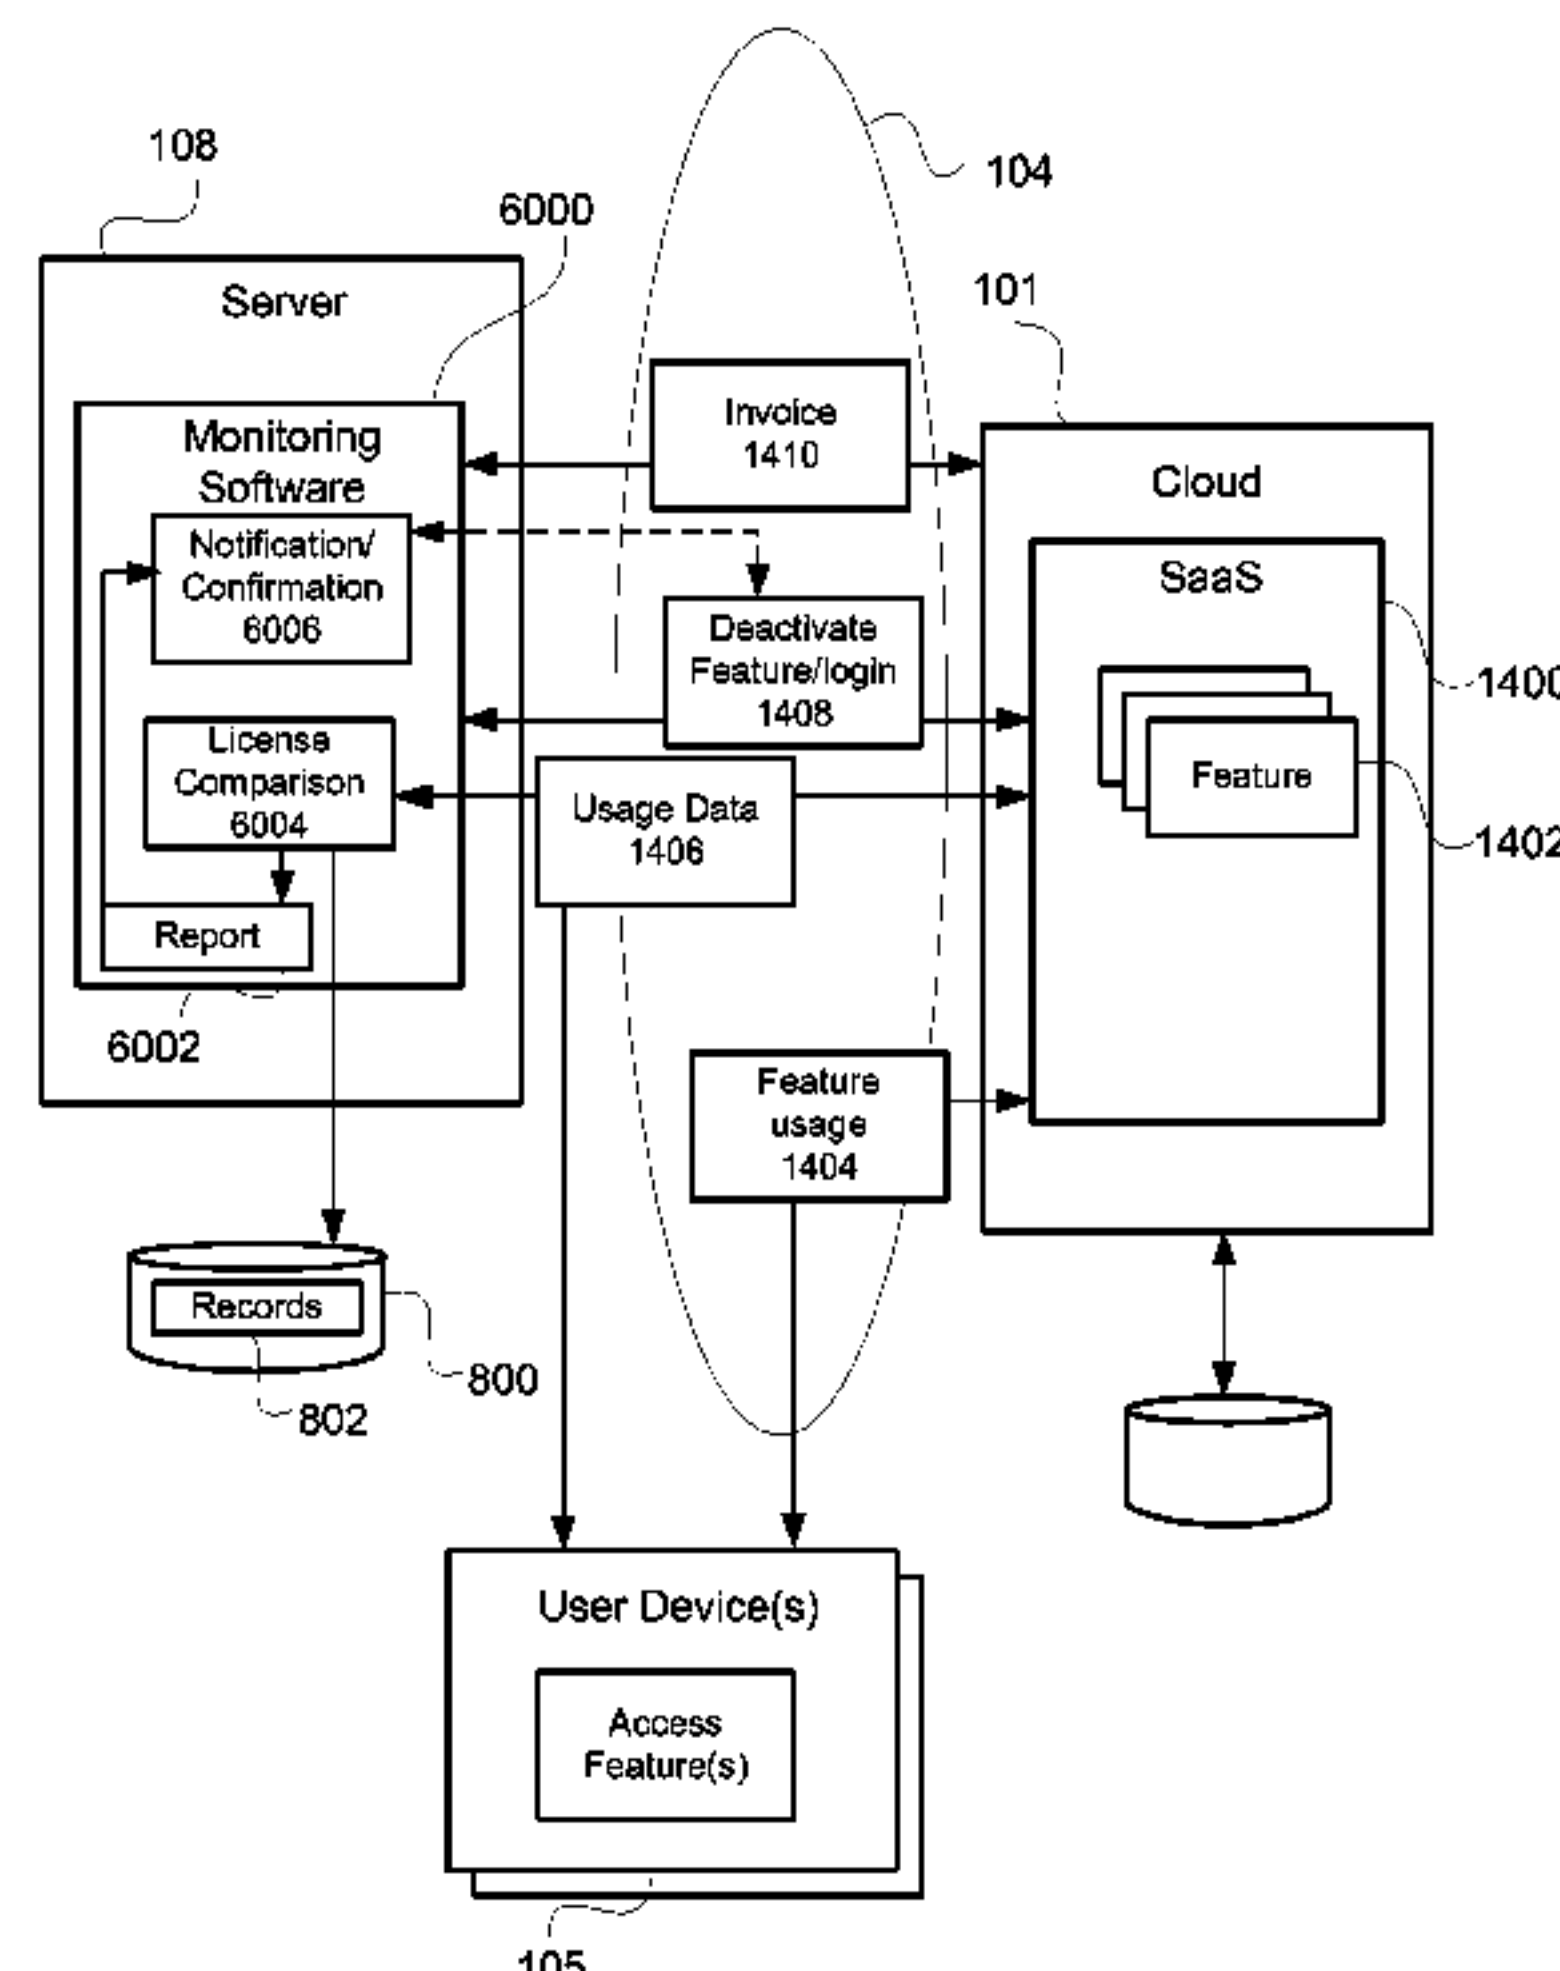 108
6000
104
Server
101
Monitoring
Software
Invoice
1410
Cloud
Notification/
Confirmation
6006
SaaS
Deactivate
Feature/login
1408
1400
License
Comparison
6004
Feature
Usage Data
1406
1402
Report
6002
Feature
usage
1404
Records
800
802
User Device(s)
Access
Feature(s)
105